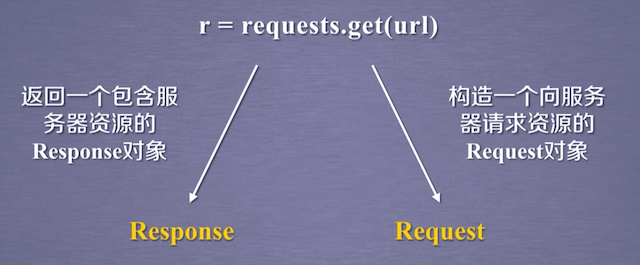 r = requests.get(url)
返回一个包含服
务器资源的
Response对象
构造一个向服务
器请求资源的
Request对象
Response
Request